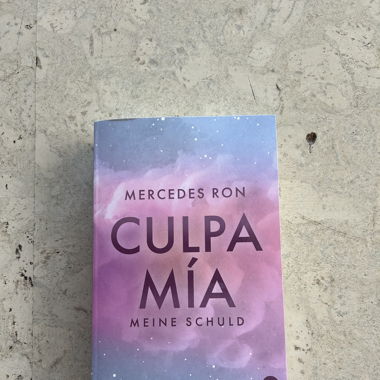 MERCEDES RON
CULPA
MÍA
MEINE SCHULD